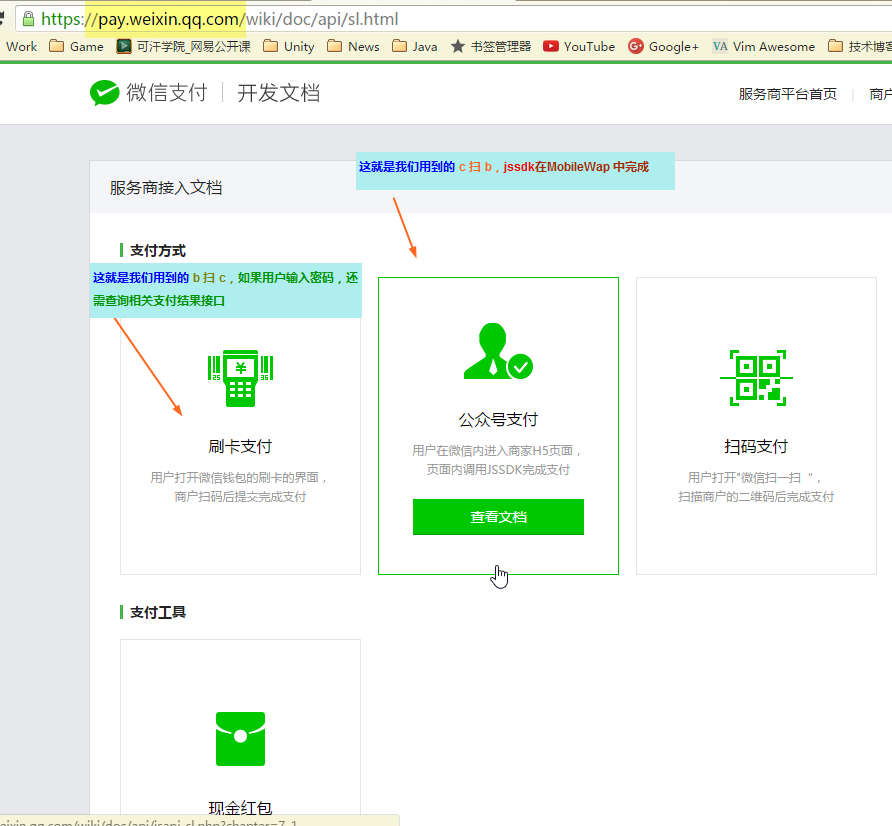 https://pay.weixin.qq.com/wiki/doc/api/sl.html
Work Game 可汗学院_网易公开课 Unity News Java 书签管理器 YouTube Google+ VA Vim Awesome 技术博客
微信支付 开发文档 服务商平台首页 商户
这就是我们用到的 c 扫 b，jssdk在MobileWap 中完成
服务商接入文档
支付方式
这就是我们用到的 b 扫 c，如果用户输入密码，还
需查询相关支付结果接口
刷卡支付
用户打开微信钱包的刷卡的界面，
商户扫码后提交完成支付
公众号支付
用户在微信内进入商家H5页面，
页面内调用JSSDK完成支付
查看文档
扫码支付
用户打开"微信扫一扫 "，
扫描商户的二维码后完成支付
支付工具
现金红包